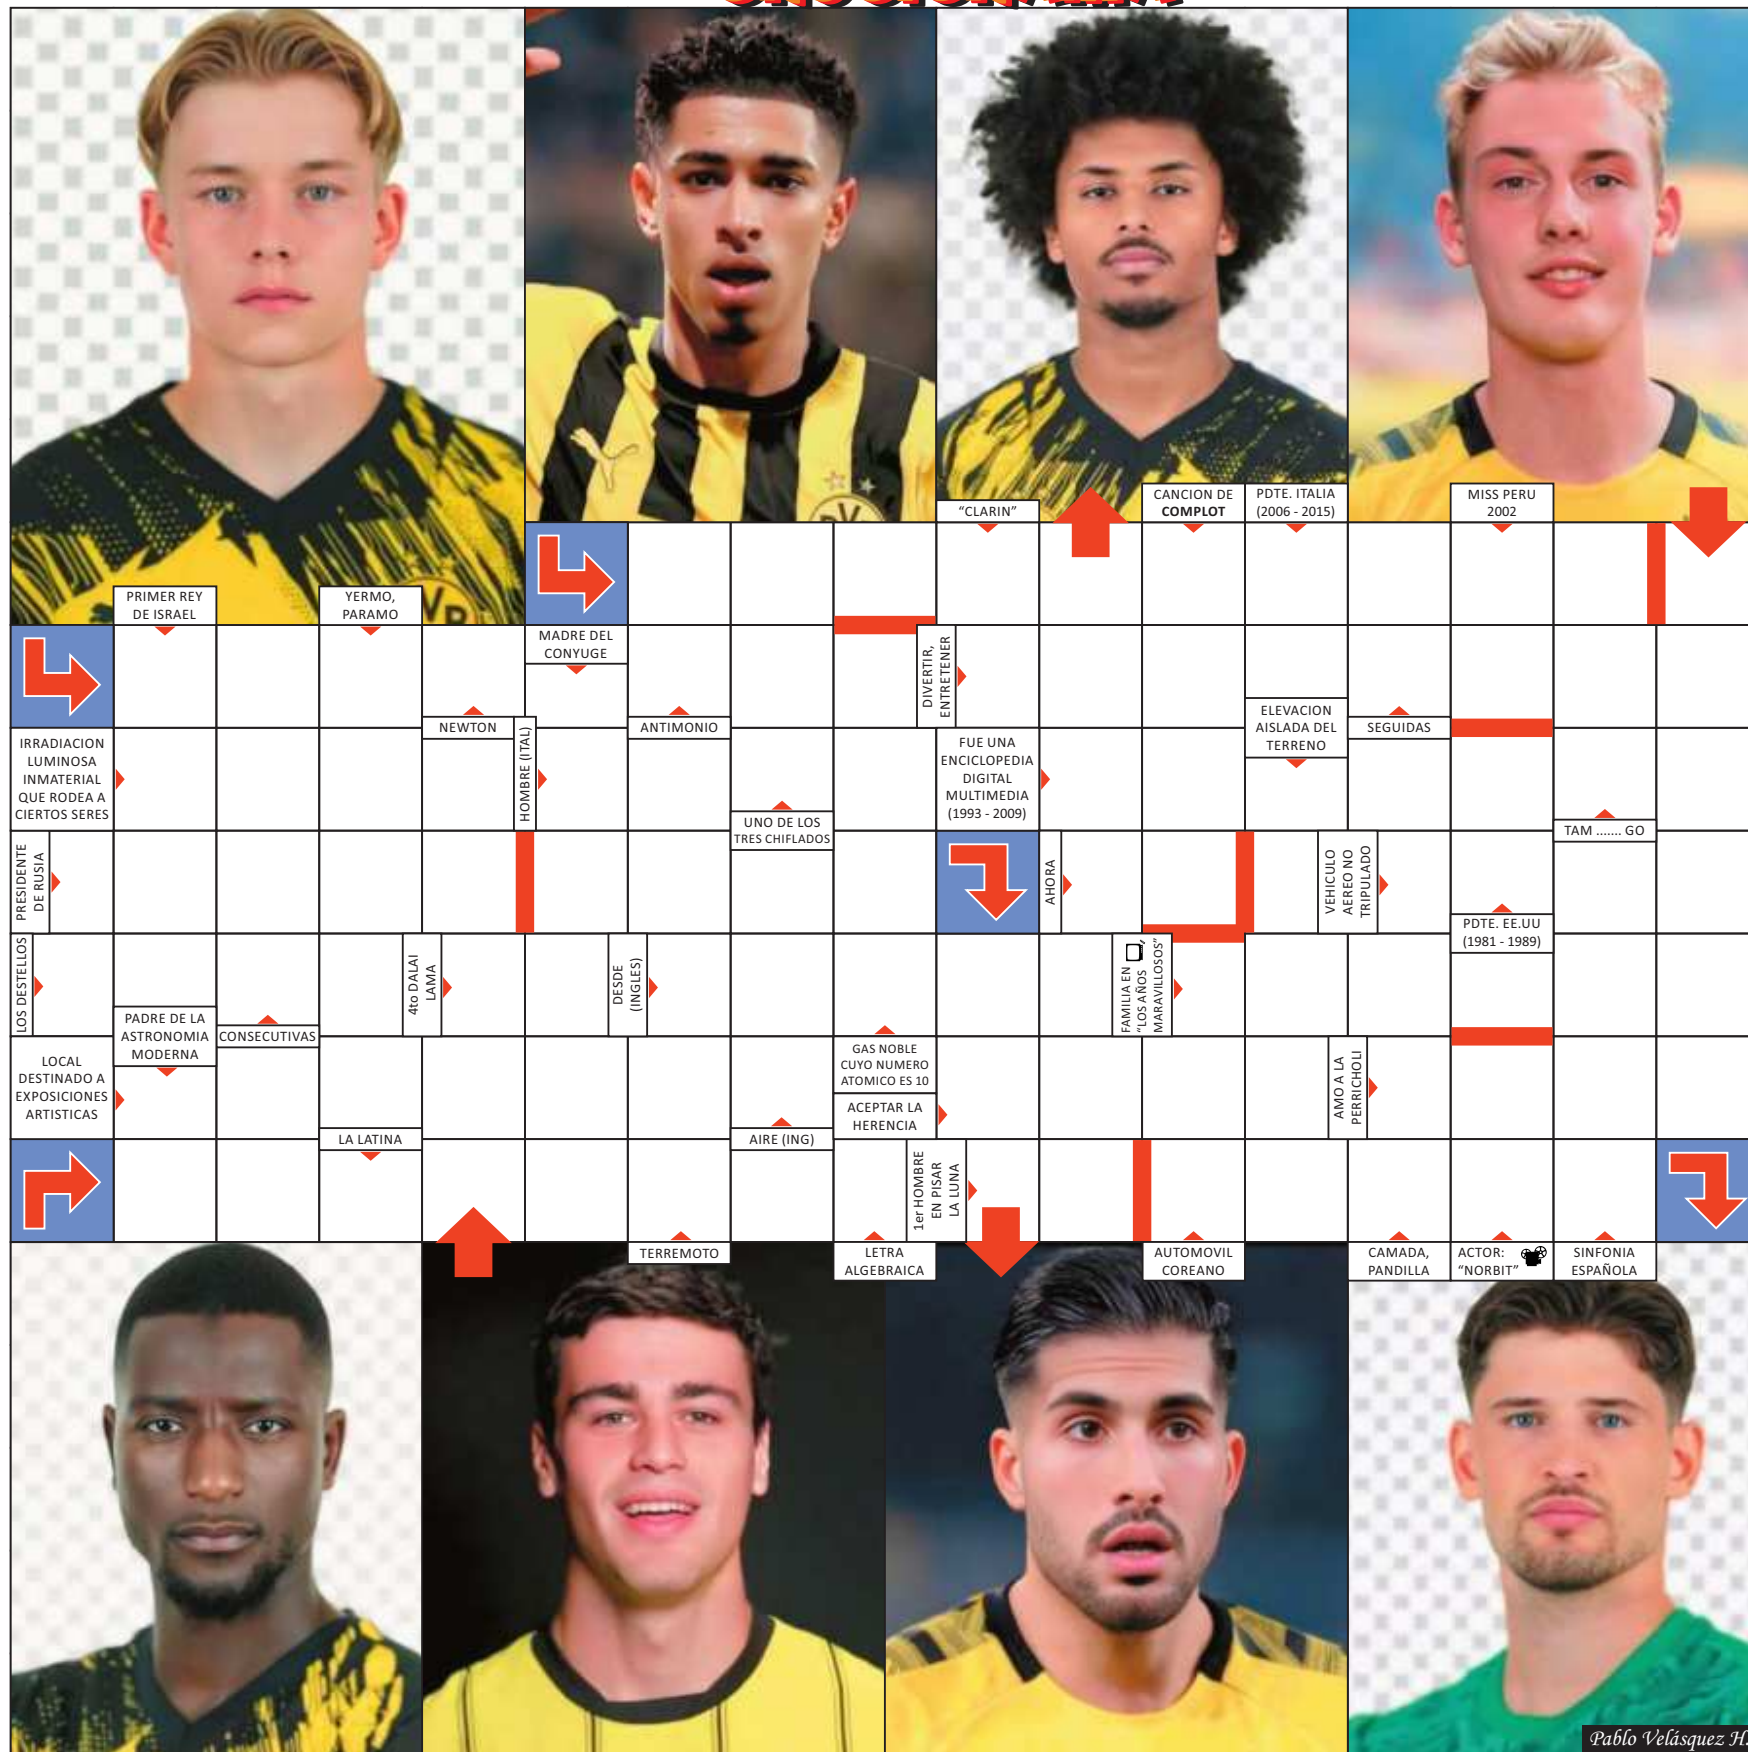 "CLARIN"
CANCION DE
COMPLOT
PDTE. ITALIA
(2006 - 2015)
MISS PERU
2002
PRIMER REY
DE ISRAEL
YERMO,
PARAMO
MADRE DEL
CONYUGE
DIVERTIR,
ENTRETENER
NEWTON
HOMBRE (ITAL)
ANTIMONIO
ELEVACION
AISLADA DEL
TERRENO
SEGUIDAS
IRRADIACION
LUMINOSA
INMATERIAL
QUE RODEA A
CIERTOS SERES
FUE UNA
ENCICLOPEDIA
DIGITAL
MULTIMEDIA
(1993 - 2009)
UNO DE LOS
TRES CHIFLADOS
TAM ....... GO
PRESIDENTE
DE RUSIA
AHORA
VEHICULO
AEREO NO
TRIPULADO
PDTE. EE.UU
(1981 - 1989)
LOS DESTELLOS
4to DALAI
LAMA
DESDE
(INGLES)
FAMILIA EN
"LOS AÑOS
MARAVILLOSOS"
PADRE DE LA
ASTRONOMIA
MODERNA
CONSECUTIVAS
LOCAL
DESTINADO A
EXPOSICIONES
ARTISTICAS
GAS NOBLE
CUYO NUMERO
ATOMICO ES 10
ACEPTAR LA
HERENCIA
AMO A LA
PERRICHOLI
LA LATINA
AIRE (ING)
1er HOMBRE
EN PISAR
LA LUNA
TERREMOTO
LETRA
ALGEBRAICA
AUTOMOVIL
COREANO
CAMADA,
PANDILLA
ACTOR:
"NORBIT"
SINFONIA
ESPAÑOLA
Pablo Velásquez H.